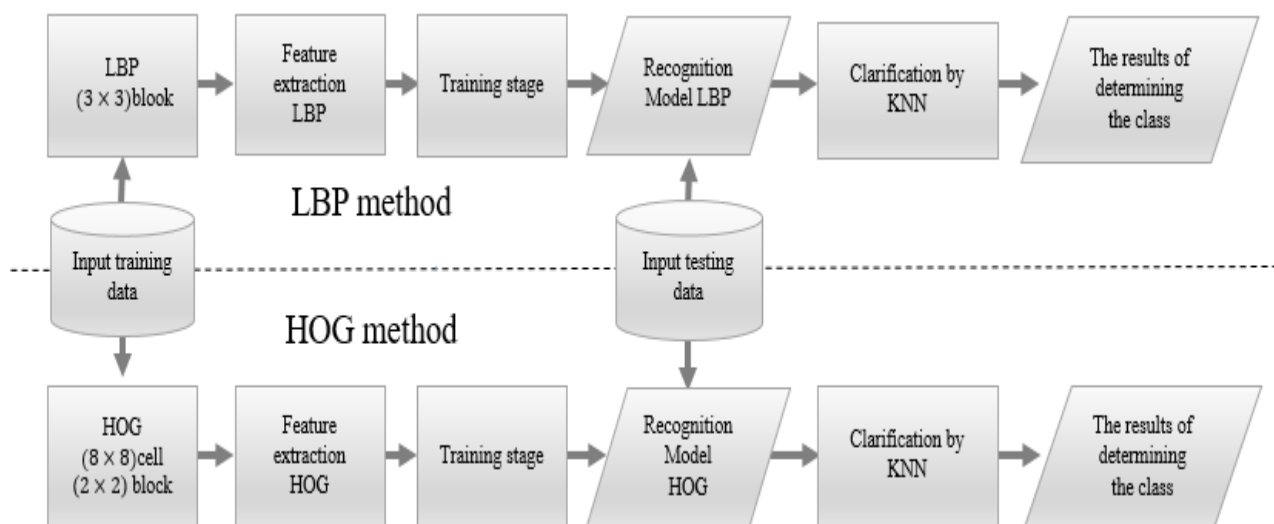 LBP
(3 × 3)blook
Feature
extraction
LBP
Training stage
Recognition
Model LBP
Clarification by
KNN
The results of
determining
the class
LBP method
Input training
data
Input testing
data
HOG method
HOG
(8 × 8)cell
(2 × 2) block
Feature
extraction
HOG
Training stage
Recognition
Model
HOG
Clarification by
KNN
The results of
determining
the class